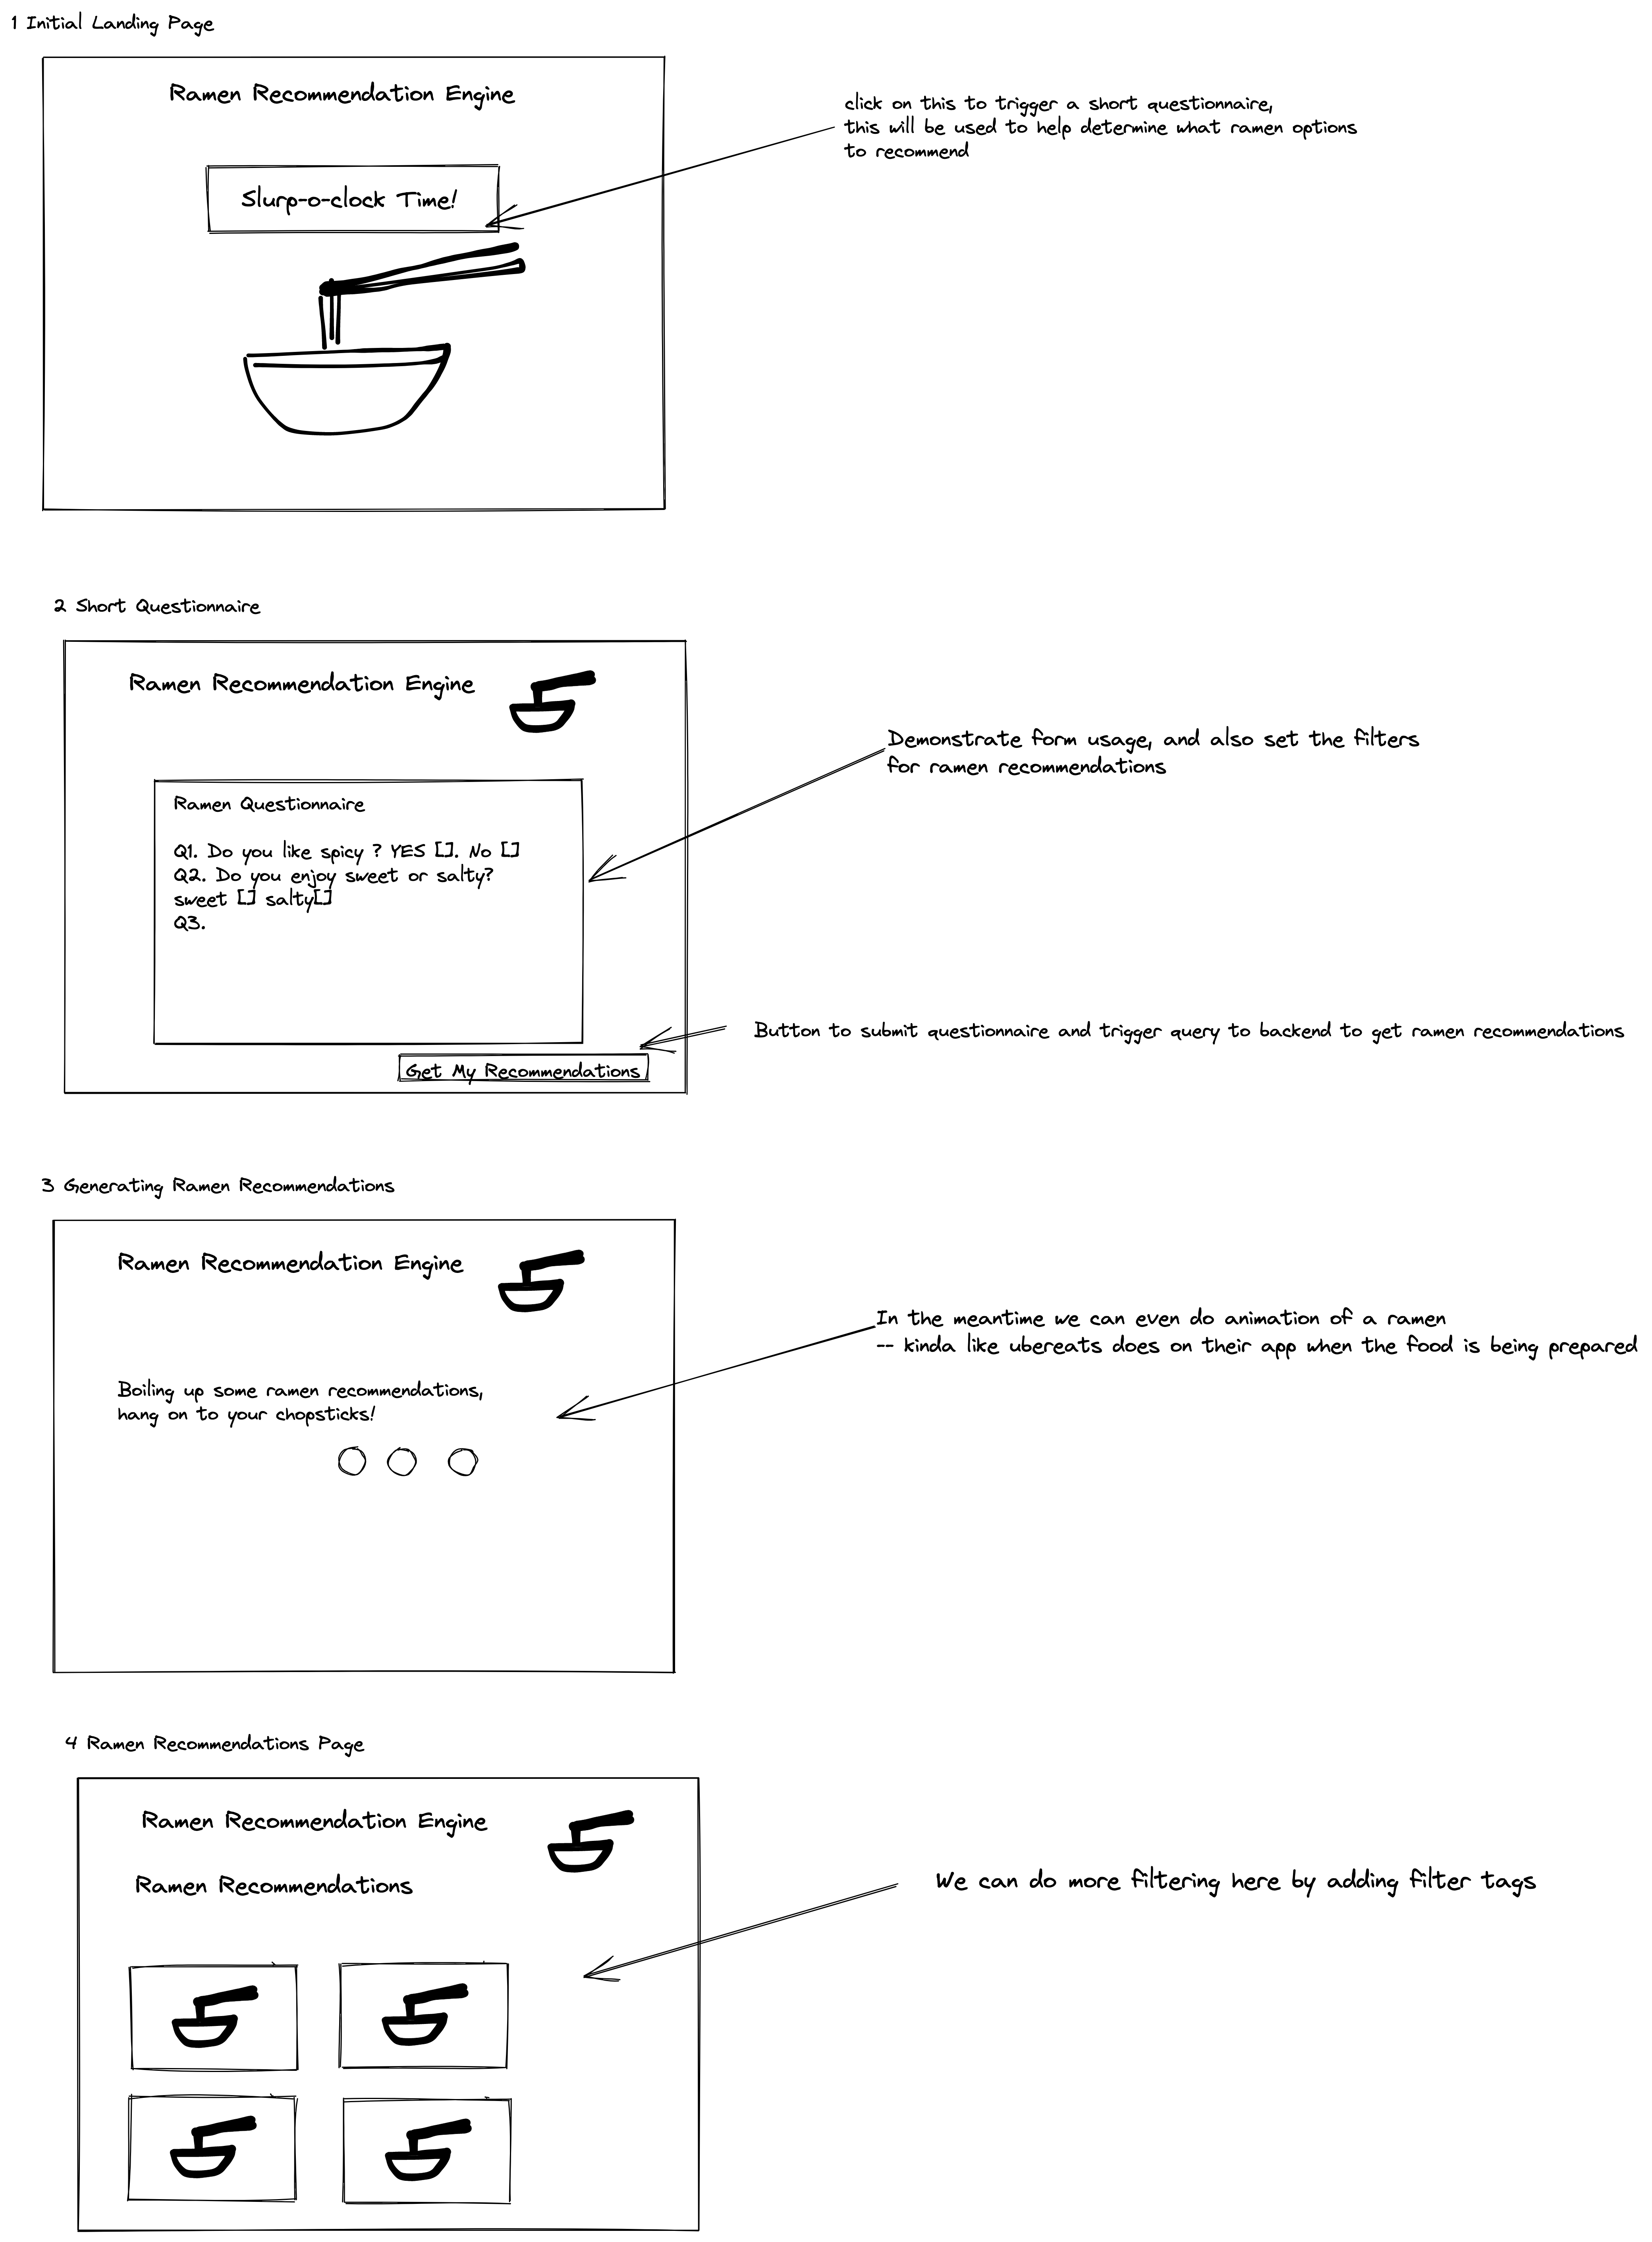 1 Initial Landing Page
Ramen Recommendation Engine
click on this to trigger a short questionnaire,
this will be used to help determine what ramen options
to recommend
Slurp-o-clock Time!
2 Short Questionnaire
Ramen Recommendation Engine
Demonstrate form usage, and also set the filters
for ramen recommendations
Ramen Questionnaire
Q1. Do you like spicy ? YES []. No []
Q2. Do you enjoy sweet or salty?
sweet [] salty[]
Q3.
Button to submit questionnaire and trigger query to backend to get ramen recommendations
Get My Recommendations
3 Generating Ramen Recommendations
Ramen Recommendation Engine
In the meantime we can even do animation of a ramen
-- kinda like ubereats does on their app when the food is being prepared
Boiling up some ramen recommendations,
hang on to your chopsticks!
4 Ramen Recommendations Page
Ramen Recommendation Engine
Ramen Recommendations
We can do more filtering here by adding filter tags